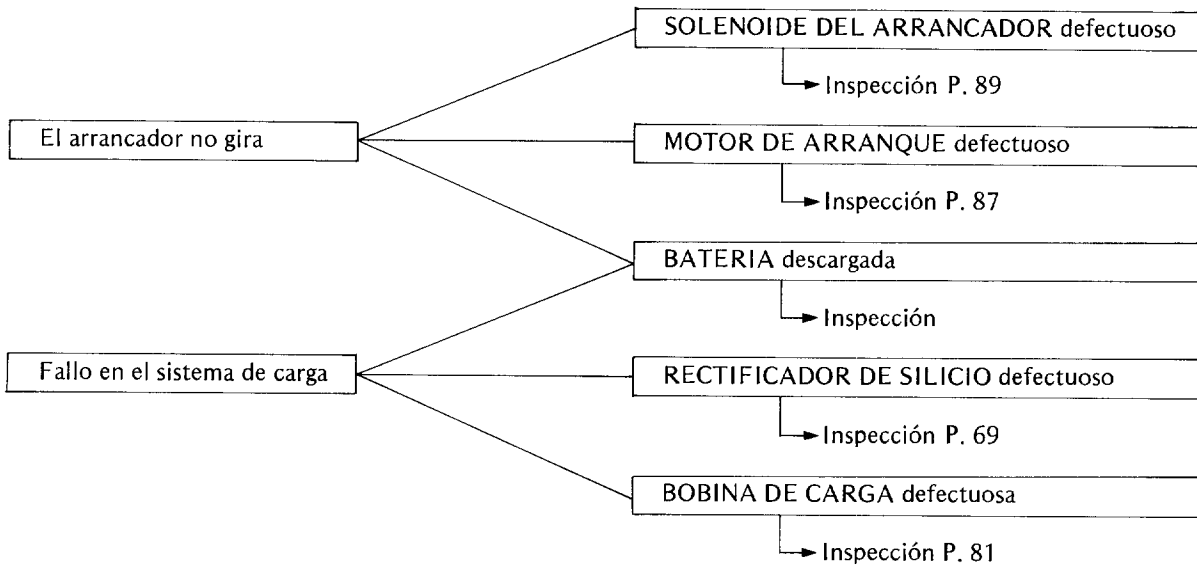 SOLENOIDE DEL ARRANCADOR defectuoso
Inspección P. 89
El arrancador no gira
MOTOR DE ARRANQUE defectuoso
Inspección P. 87
BATERIA descargada
Inspección
Fallo en el sistema de carga
RECTIFICADOR DE SILICIO defectuoso
Inspección P. 69
BOBINA DE CARGA defectuosa
Inspección P. 81